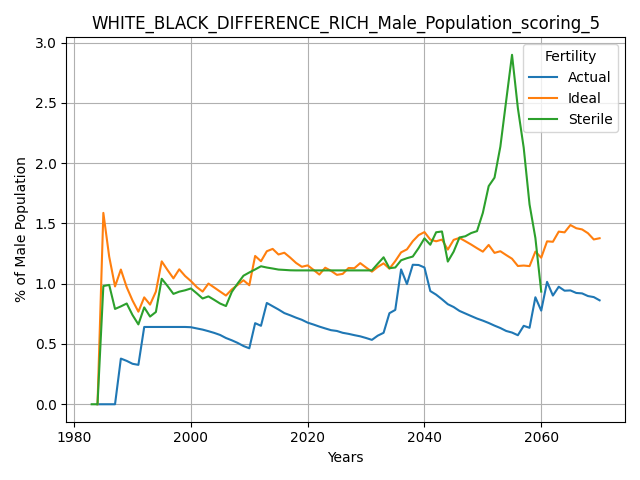 WHITE_BLACK_DIFFERENCE_RICH_Male_Population_scoring_5
Fertility
Actual
Ideal
Sterile
% of Male Population
3.0
2.5
2.0
1.5
1.0
0.5
0.0
1980
2000
2020
2040
2060
Years